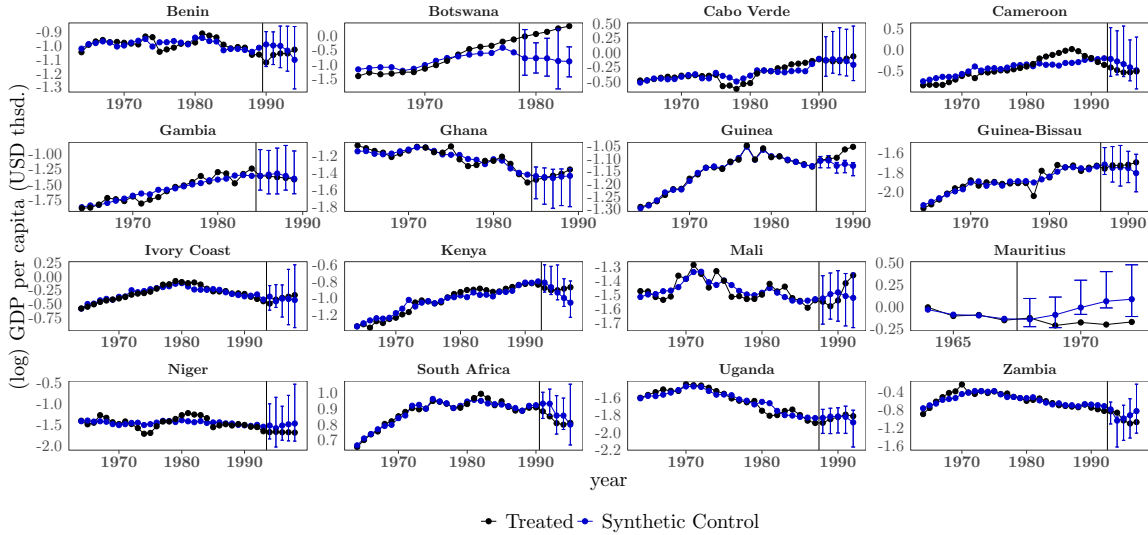 Benin Botswana Cabo Verde Cameroon
-0.9 -1.0 -1.1 -1.2 -1.3 0.0 -0.5 -1.0 -1.5 0.50 0.25 0.00 -0.25 -0.50 0.5 0.0 -0.5
1970 1980 1990 1970 1980 1970 1980 1990 1970 1980 1990
Gambia Ghana Guinea Guinea-Bissau
-1.00 -1.25 -1.50 -1.75 -1.2 -1.4 -1.6 -1.8 -1.05 -1.10 -1.15 -1.20 -1.25 -1.30 -1.6 -1.8 -2.0
1970 1980 1990 1970 1980 1990 1970 1980 1990 1970 1980 1990
Ivory Coast Kenya Mali Mauritius
0.25 0.00 -0.25 -0.50 -0.75 -0.6 -0.8 -1.0 -1.2 -1.3 -1.4 -1.5 -1.6 -1.7 0.50 0.25 0.00 -0.25
1970 1980 1990 1970 1980 1990 1970 1980 1990 1965 1970
Niger South Africa Uganda Zambia
-0.5 -1.0 -1.5 -2.0 1.0 0.9 0.8 0.7 -1.4 -1.6 -1.8 -2.0 -2.2 -0.4 -0.8 -1.2 -1.6
1970 1980 1990 1970 1980 1990 1970 1980 1990 1970 1980 1990
(log) GDP per capita (USD thsd.)
year
Treated Synthetic Control